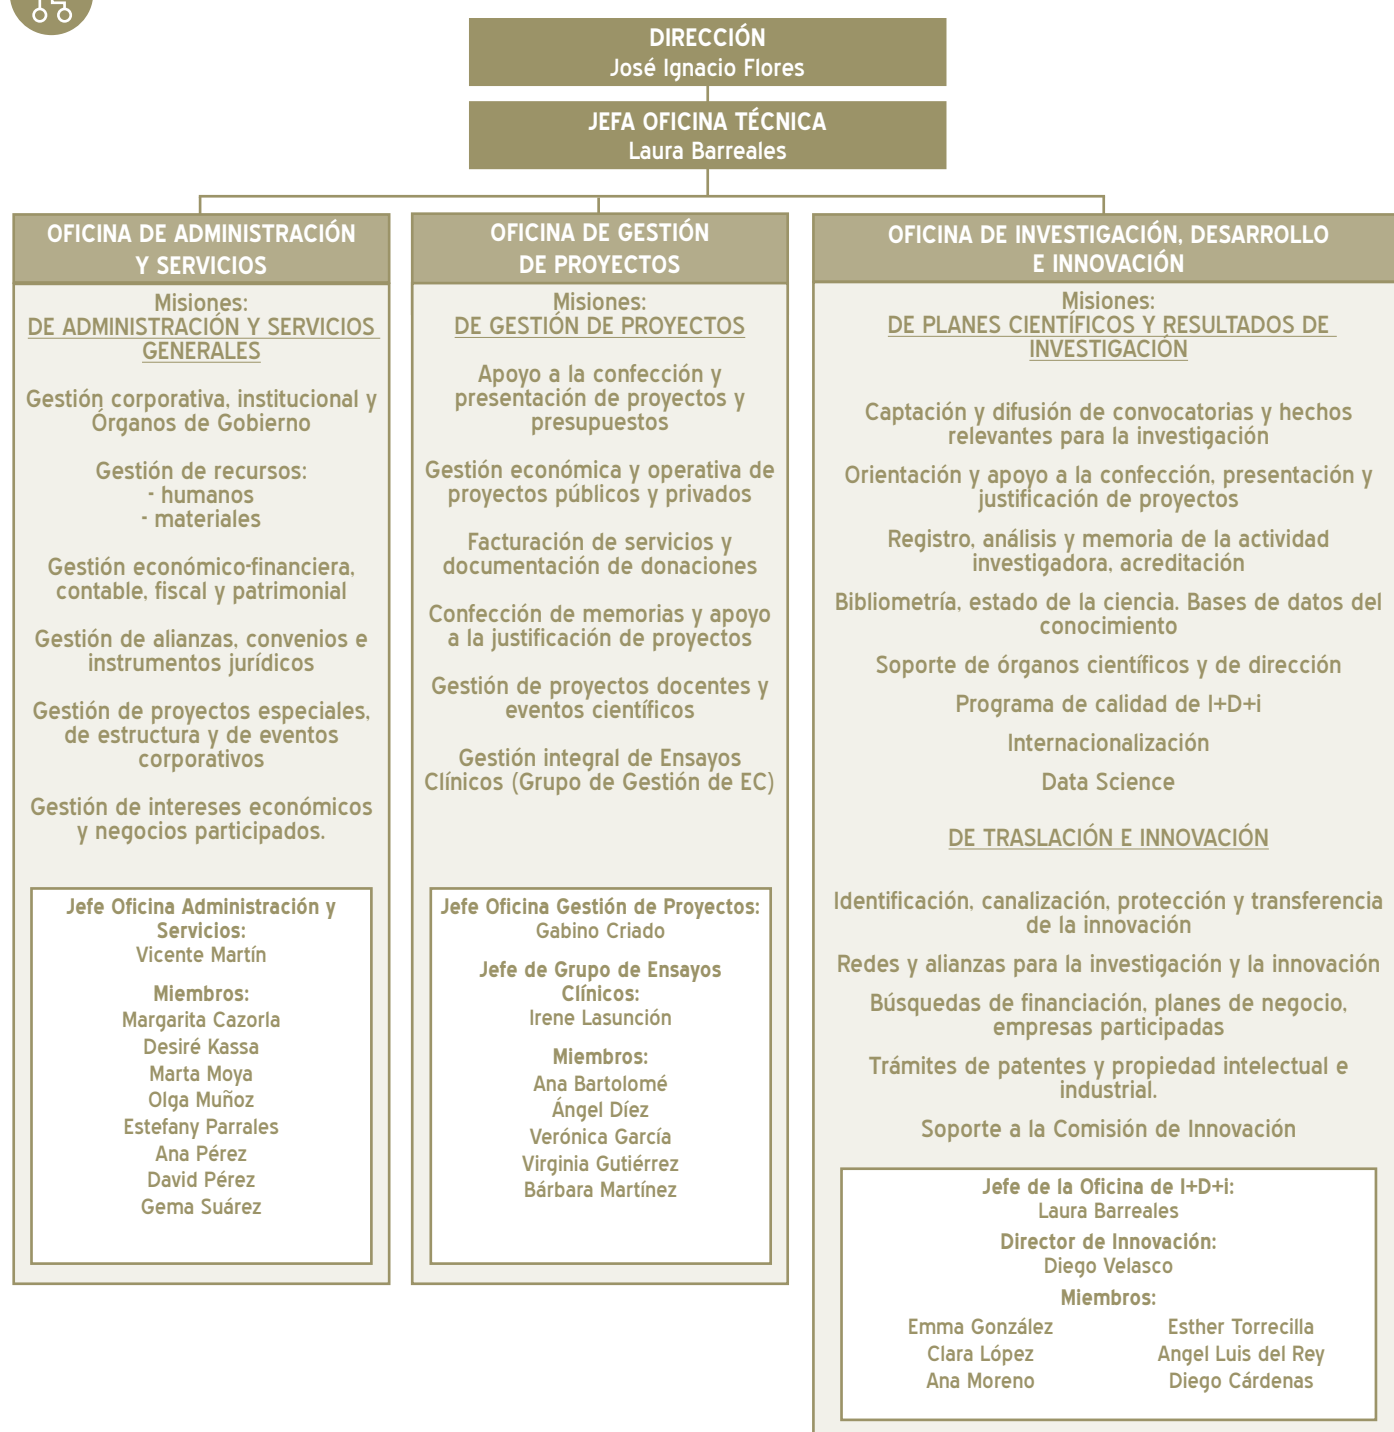 DIRECCIÓN
José Ignacio Flores
JEFA OFICINA TÉCNICA
Laura Barreales
OFICINA DE ADMINISTRACIÓN
Y SERVICIOS
Misiones:
DE ADMINISTRACIÓN Y SERVICIOS
GENERALES
Gestión corporativa, institucional y
Órganos de Gobierno
Gestión de recursos:
- humanos
- materiales
Gestión económico-financiera,
contable, fiscal y patrimonial
Gestión de alianzas, convenios e
instrumentos jurídicos
Gestión de proyectos especiales,
de estructura y de eventos
corporativos
Gestión de intereses económicos
y negocios participados.
Jefe Oficina Administración y
Servicios:
Vicente Martín
Miembros:
Margarita Cazorla
Desiré Kassa
Marta Moya
Olga Muñoz
Estefany Parrales
Ana Pérez
David Pérez
Gema Suárez
OFICINA DE GESTIÓN
DE PROYECTOS
Misiones:
DE GESTIÓN DE PROYECTOS
Apoyo a la confección y
presentación de proyectos y
presupuestos
Gestión económica y operativa de
proyectos públicos y privados
Facturación de servicios y
documentación de donaciones
Confección de memorias y apoyo
a la justificación de proyectos
Gestión de proyectos docentes y
eventos científicos
Gestión integral de Ensayos
Clínicos (Grupo de Gestión de EC)
Jefe Oficina Gestión de Proyectos:
Gabino Criado
Jefe de Grupo de Ensayos
Clínicos:
Irene Lasunción
Miembros:
Ana Bartolomé
Ángel Díez
Verónica García
Virginia Gutiérrez
Bárbara Martínez
OFICINA DE INVESTIGACIÓN, DESARROLLO
E INNOVACIÓN
Misiones:
DE PLANES CIENTÍFICOS Y RESULTADOS DE
INVESTIGACIÓN
Captación y difusión de convocatorias y hechos
relevantes para la investigación
Orientación y apoyo a la confección, presentación y
justificación de proyectos
Registro, análisis y memoria de la actividad
investigadora, acreditación
Bibliometría, estado de la ciencia. Bases de datos del
conocimiento
Soporte de órganos científicos y de dirección
Programa de calidad de I+D+i
Internacionalización
Data Science
DE TRASLACIÓN E INNOVACIÓN
Identificación, canalización, protección y transferencia
de la innovación
Redes y alianzas para la investigación y la innovación
Búsquedas de financiación, planes de negocio,
empresas participadas
Trámites de patentes y propiedad intelectual e
industrial.
Soporte a la Comisión de Innovación
Jefe de la Oficina de I+D+i:
Laura Barreales
Director de Innovación:
Diego Velasco
Miembros:
Emma González
Clara López
Ana Moreno
Esther Torrecilla
Angel Luis del Rey
Diego Cárdenas